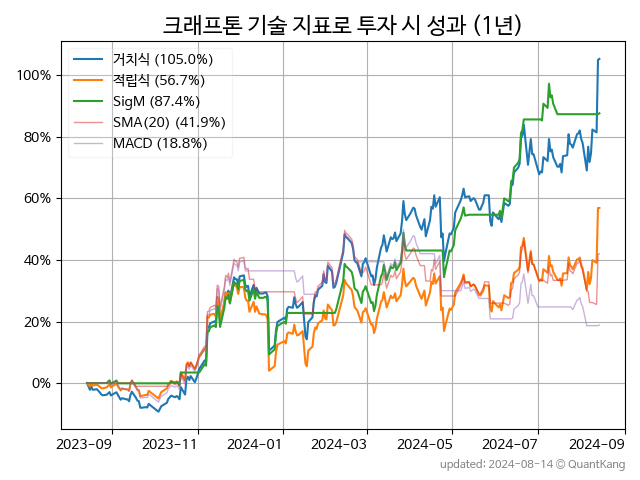 크래프톤 기술 지표로 투자 시 성과 (1년)
거치식 (105.0%)
적립식 (56.7%)
SigM (87.4%)
SMA(20) (41.9%)
MACD (18.8%)
100%
80%
60%
40%
20%
0%
2023-09 2023-11 2024-01 2024-03 2024-05 2024-07 2024-09
updated: 2024-08-14 © QuantKang